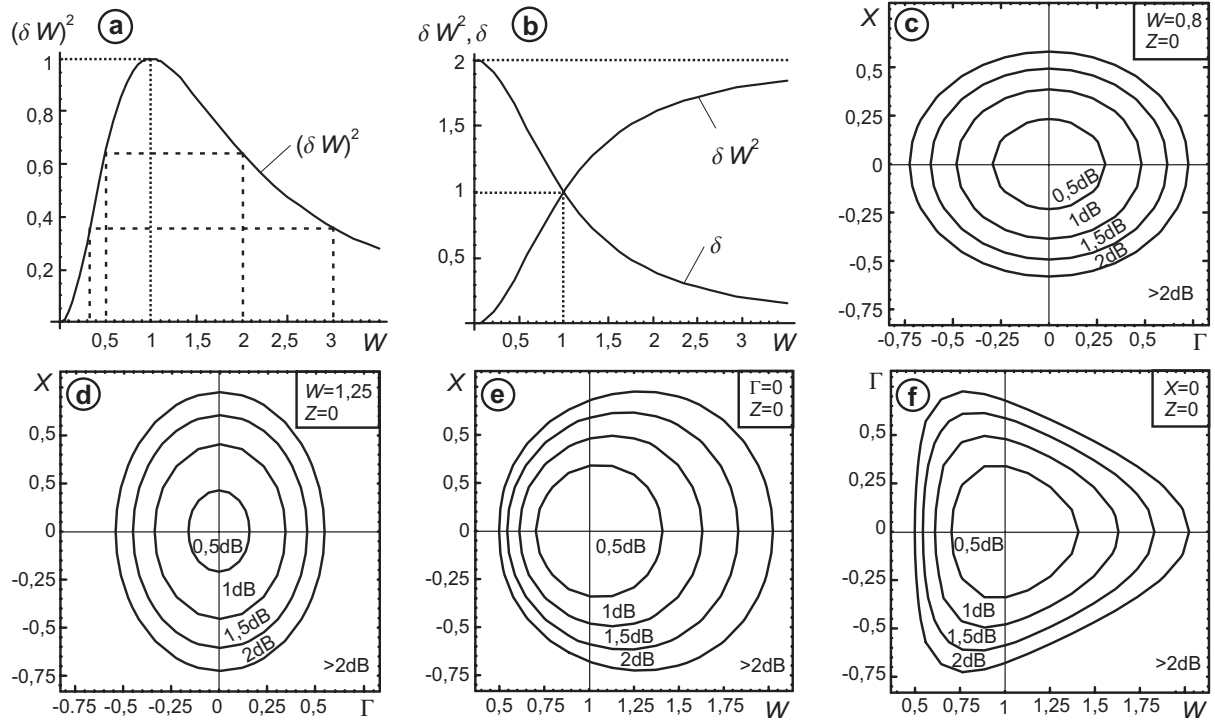 (δ W)²
a
1
0,8
0,6
0,4
0,2
(δ W)²
0,5
1
1,5
2
2,5
3
W
δ W², δ
b
2
1,5
1
0,5
δ W²
δ
0,5
1
1,5
2
2,5
3
W
X
c
W=0,8
Z=0
0,5
0,25
0
-0,25
-0,5
-0,75
0,5dB
1dB
1,5dB
2dB
>2dB
-0,75
-0,5
-0,25
0
0,25
0,5
Γ
X
d
W=1,25
Z=0
0,5
0,5
0
-0,25
-0,5
-0,75
0,5dB
1dB
1,5dB
2dB
>2dB
-0.75
-0,5
-0,25
0
0,25
0,5
Γ
X
e
Γ=0
Z=0
0,5
0,5
0
-0,25
-0,5
-0,75
0,5dB
1dB
1,5dB
2dB
>2dB
0,5
0,75
1
1,25
1,5
1,75
W
Γ
f
X=0
Z=0
0,5
0,25
0
-0,25
-0,5
-0,75
0,5dB
1dB
1,5dB
2dB
>2dB
0,5
0,75
1
1,25
1,5
1,75
W